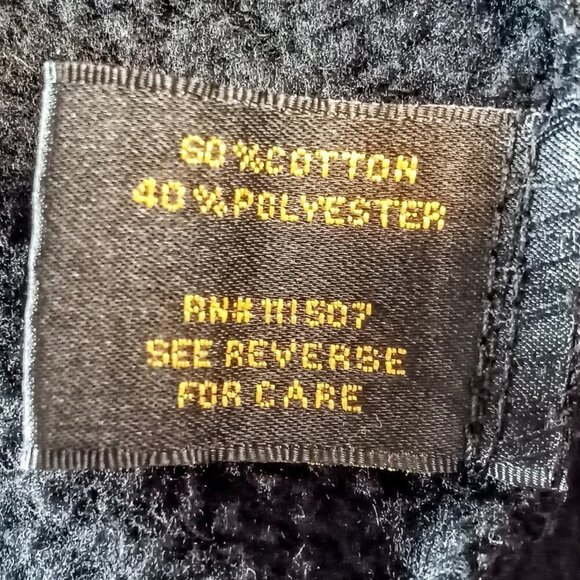 60%COTTON
40%POLYESTER
RN#111507
SEE REVERSE
FOR CARE